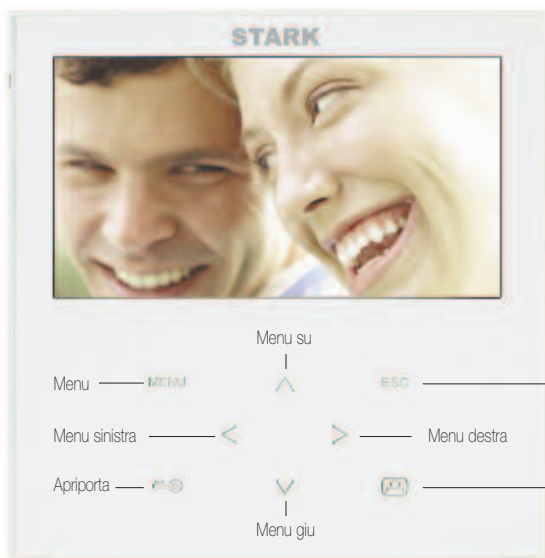 STARK
Menu su
Menu MENU ESC
Menu sinistra Menu destra
Apriporta
Menu giu